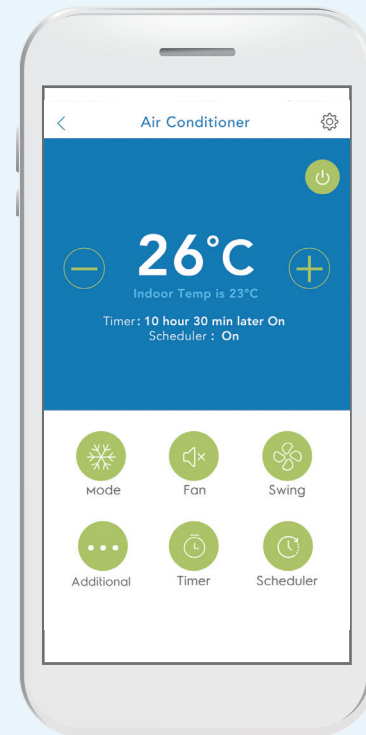 Air Conditioner
26°C
Indoor Temp is 23°C
Timer: 10 hour 30 min later On
Scheduler : On
Mode Fan Swing
Additional Timer Scheduler